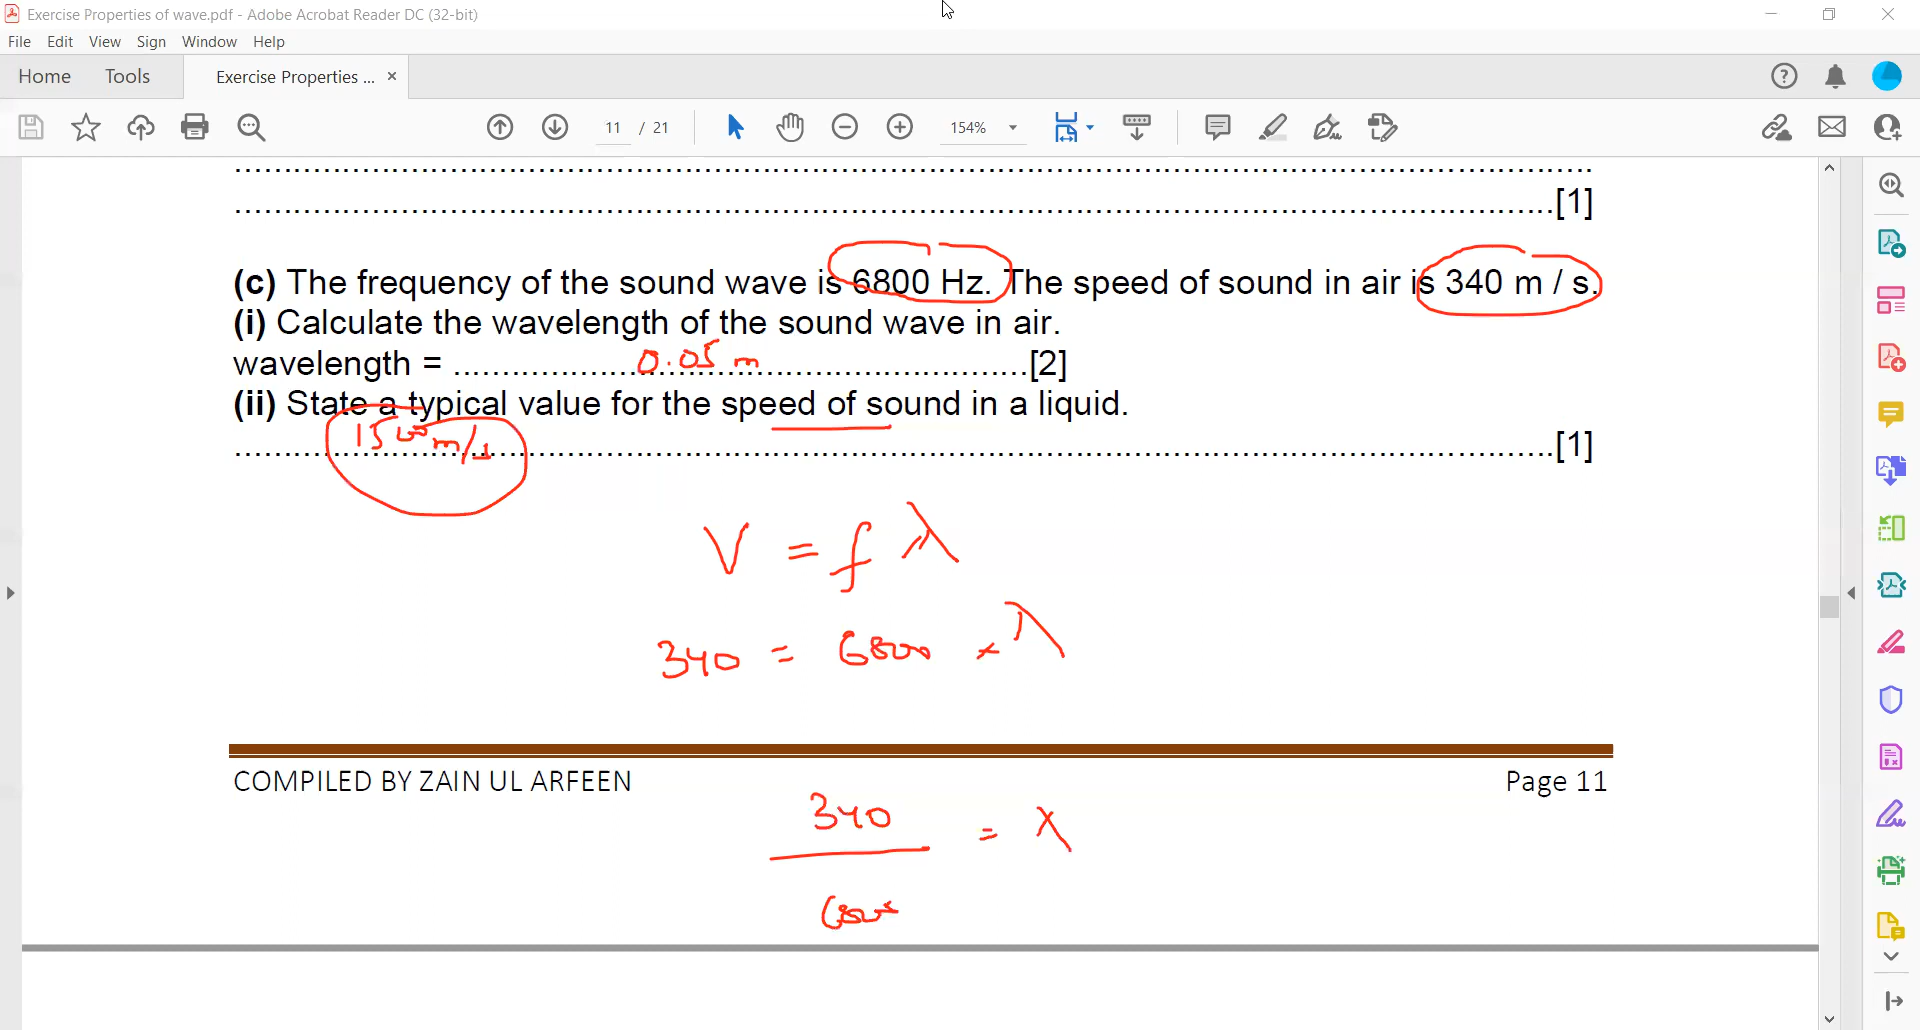 Exercise Properties of wave.pdf - Adobe Acrobat Reader DC (32-bit)
File Edit View Sign Window Help
Home Tools Exercise Properties ... ×
11 / 21 154%
..........[1]
(c) The frequency of the sound wave is 6800 Hz. The speed of sound in air is 340 m / s.
(i) Calculate the wavelength of the sound wave in air.
wavelength = .......... 0.05 m ..........[2]
(ii) State a typical value for the speed of sound in a liquid.
1500 m/s ..........[1]
V = f λ
340 = 6800 × λ
COMPILED BY ZAIN UL ARFEEN Page 11
340 = λ
6800